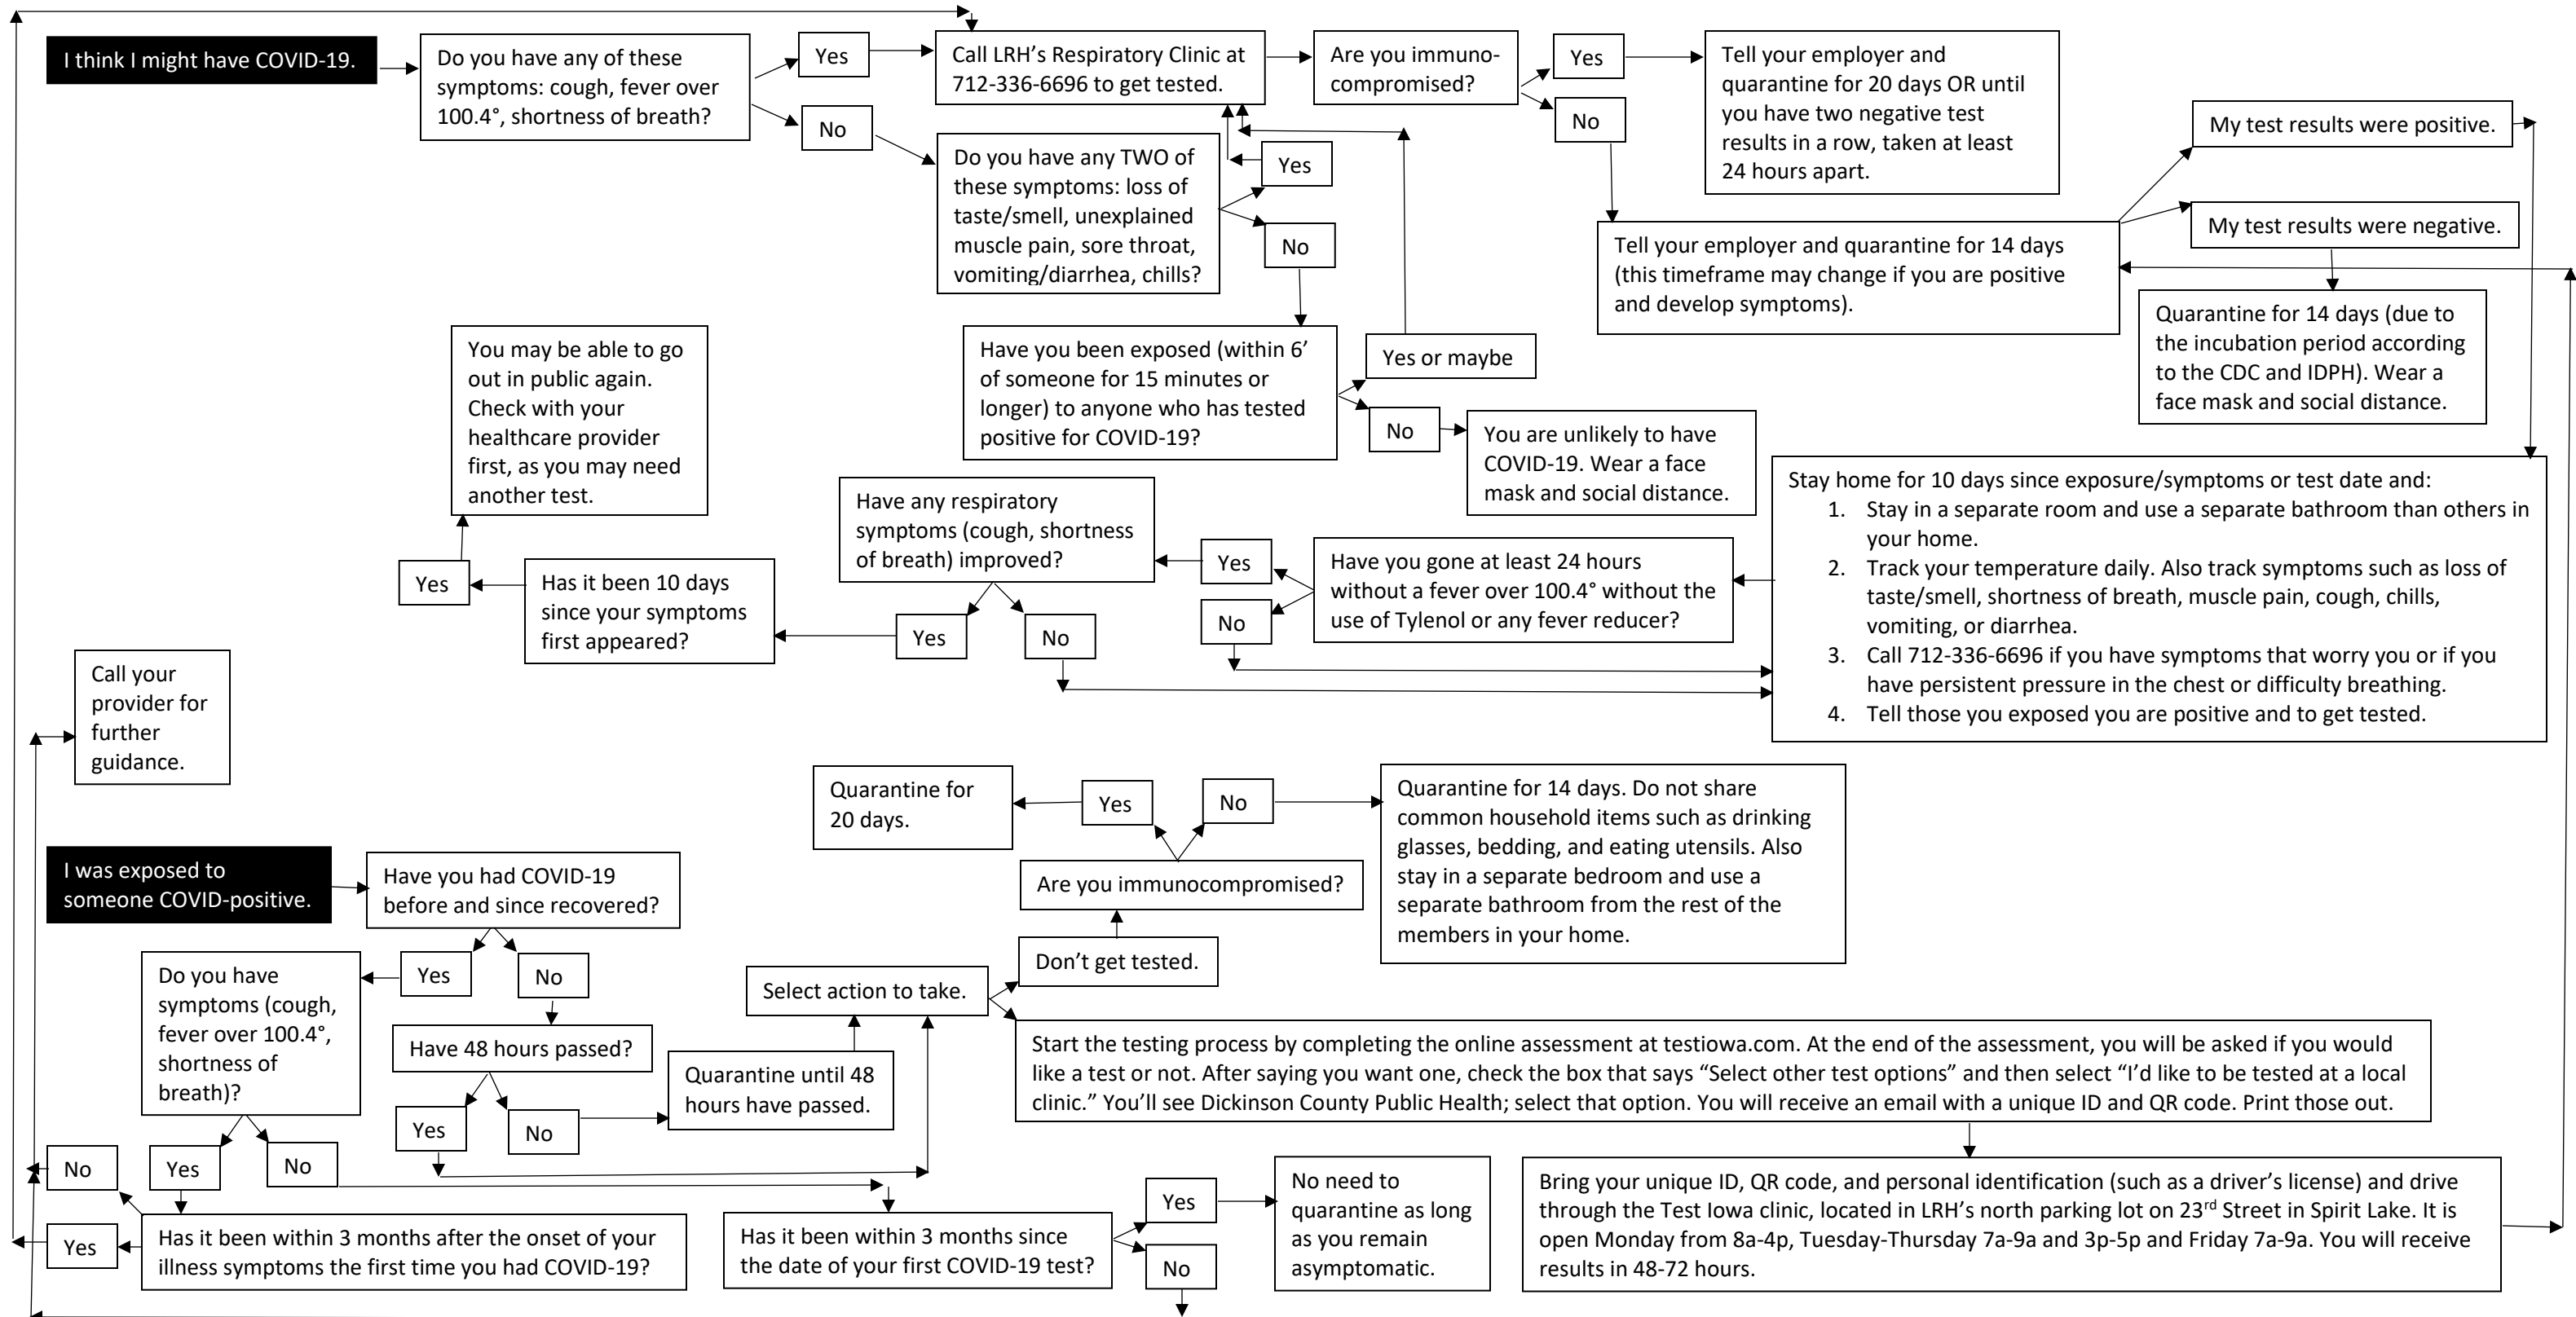 I think I might have COVID-19.
Do you have any of these
symptoms: cough, fever over
100.4°, shortness of breath?
Yes
No
Call LRH’s Respiratory Clinic at
712-336-6696 to get tested.
Are you immuno-
compromised?
Yes
No
Tell your employer and
quarantine for 20 days OR until
you have two negative test
results in a row, taken at least
24 hours apart.
Do you have any TWO of
these symptoms: loss of
taste/smell, unexplained
muscle pain, sore throat,
vomiting/diarrhea, chills?
Yes
No
My test results were positive.
My test results were negative.
Tell your employer and quarantine for 14 days
(this timeframe may change if you are positive
and develop symptoms).
Quarantine for 14 days (due to
the incubation period according
to the CDC and IDPH). Wear a
face mask and social distance.
Have you been exposed (within 6’
of someone for 15 minutes or
longer) to anyone who has tested
positive for COVID-19?
Yes or maybe
No
You are unlikely to have
COVID-19. Wear a face
mask and social distance.
Stay home for 10 days since exposure/symptoms or test date and:
1. Stay in a separate room and use a separate bathroom than others in
your home.
2. Track your temperature daily. Also track symptoms such as loss of
taste/smell, shortness of breath, muscle pain, cough, chills,
vomiting, or diarrhea.
3. Call 712-336-6696 if you have symptoms that worry you or if you
have persistent pressure in the chest or difficulty breathing.
4. Tell those you exposed you are positive and to get tested.
Have you gone at least 24 hours
without a fever over 100.4° without the
use of Tylenol or any fever reducer?
Yes
No
Have any respiratory
symptoms (cough, shortness
of breath) improved?
Yes
No
Has it been 10 days
since your symptoms
first appeared?
Yes
You may be able to go
out in public again.
Check with your
healthcare provider
first, as you may need
another test.
Call your
provider for
further
guidance.
I was exposed to
someone COVID-positive.
Have you had COVID-19
before and since recovered?
Yes
No
Do you have
symptoms (cough,
fever over 100.4°,
shortness of
breath)?
Have 48 hours passed?
Yes
No
Quarantine until 48
hours have passed.
Select action to take.
Don’t get tested.
Are you immunocompromised?
Yes
No
Quarantine for
20 days.
Quarantine for 14 days. Do not share
common household items such as drinking
glasses, bedding, and eating utensils. Also
stay in a separate bedroom and use a
separate bathroom from the rest of the
members in your home.
Start the testing process by completing the online assessment at testiowa.com. At the end of the assessment, you will be asked if you would
like a test or not. After saying you want one, check the box that says “Select other test options” and then select “I’d like to be tested at a local
clinic.” You’ll see Dickinson County Public Health; select that option. You will receive an email with a unique ID and QR code. Print those out.
Bring your unique ID, QR code, and personal identification (such as a driver’s license) and drive
through the Test Iowa clinic, located in LRH’s north parking lot on 23rd Street in Spirit Lake. It is
open Monday from 8a-4p, Tuesday-Thursday 7a-9a and 3p-5p and Friday 7a-9a. You will receive
results in 48-72 hours.
Yes
No
Has it been within 3 months after the onset of your
illness symptoms the first time you had COVID-19?
No
Yes
Has it been within 3 months since
the date of your first COVID-19 test?
Yes
No
No need to
quarantine as long
as you remain
asymptomatic.